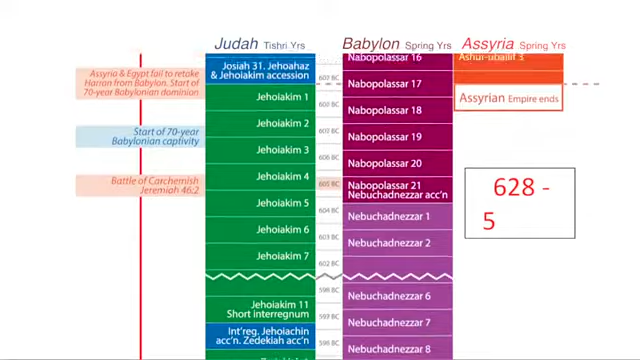 Judah Tishri Yrs
Babylon Spring Yrs
Assyria Spring Yrs
Assyria & Egypt fail to retake
Harran from Babylon. Start of
70-year Babylonian dominion
Start of 70-year
Babylonian captivity
Battle of Carchemish
Jeremiah 46:2
Josiah 31. Jehoahaz
& Jehoiakim accession
Jehoiakim 1
Jehoiakim 2
Jehoiakim 3
Jehoiakim 4
Jehoiakim 5
Jehoiakim 6
Jehoiakim 7
Jehoiakim 11
Short interregnum
Int'reg. Jehoiachin
acc'n. Zedekiah acc'n
607 BC
606 BC
605 BC
604 BC
603 BC
602 BC
598 BC
597 BC
Nabopolassar 16
Nabopolassar 17
Nabopolassar 18
Nabopolassar 19
Nabopolassar 20
Nabopolassar 21
Nebuchadnezzar acc'n
Nebuchadnezzar 1
Nebuchadnezzar 2
Nebuchadnezzar 6
Nebuchadnezzar 7
Nebuchadnezzar 8
Ashur-uballit 3
Assyrian Empire ends
628 -
5